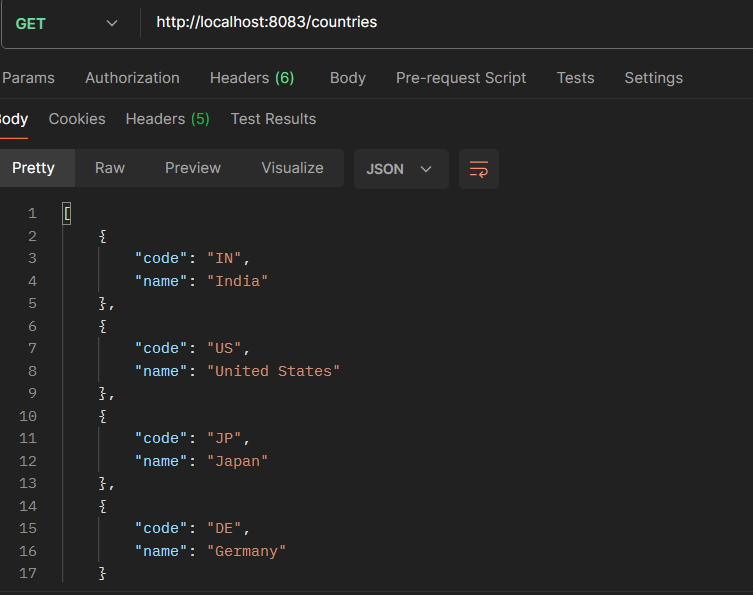 GET http://localhost:8083/countries
Params Authorization Headers (6) Body Pre-request Script Tests Settings
Body Cookies Headers (5) Test Results
Pretty Raw Preview Visualize JSON
1 [
2 {
3 "code": "IN",
4 "name": "India"
5 },
6 {
7 "code": "US",
8 "name": "United States"
9 },
10 {
11 "code": "JP",
12 "name": "Japan"
13 },
14 {
15 "code": "DE",
16 "name": "Germany"
17 }